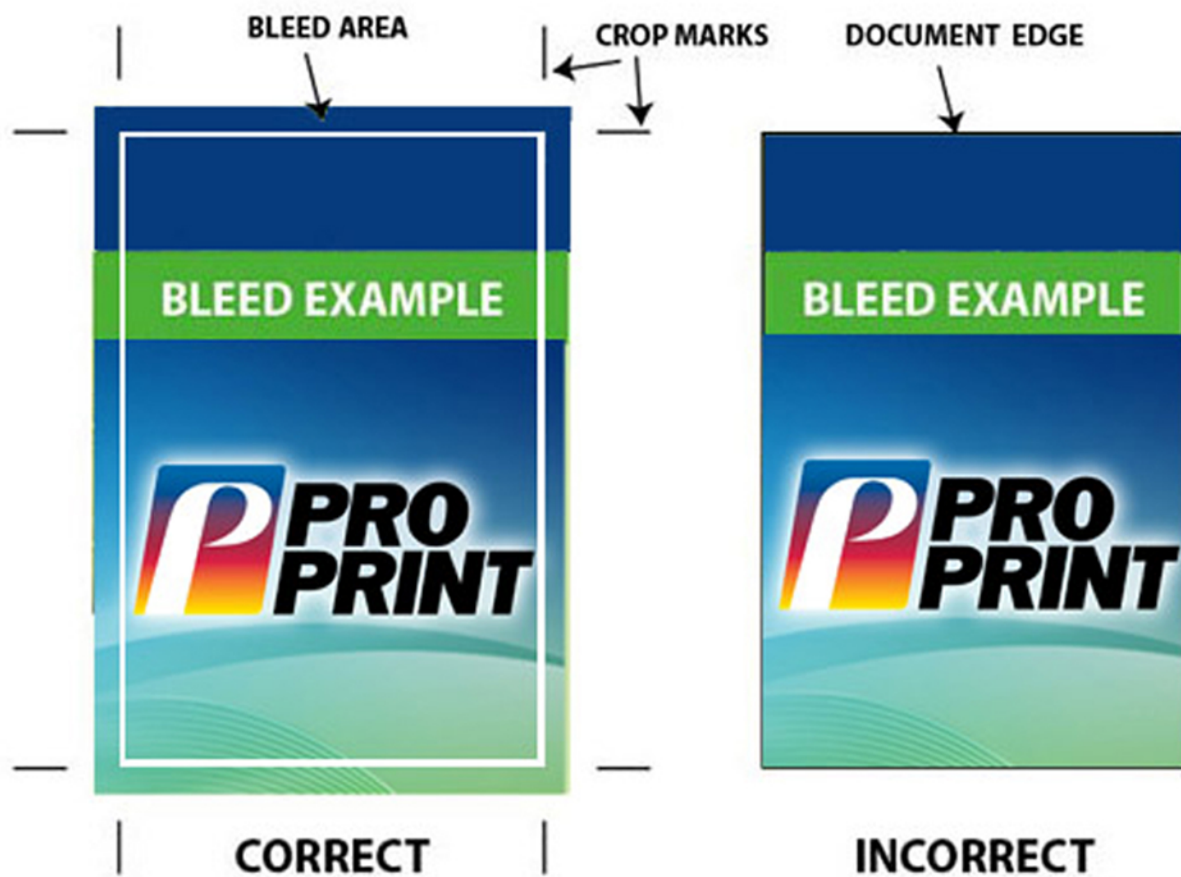 BLEED AREA
CROP MARKS
DOCUMENT EDGE
BLEED EXAMPLE
P PRO
PRINT
CORRECT
BLEED EXAMPLE
P PRO
PRINT
INCORRECT